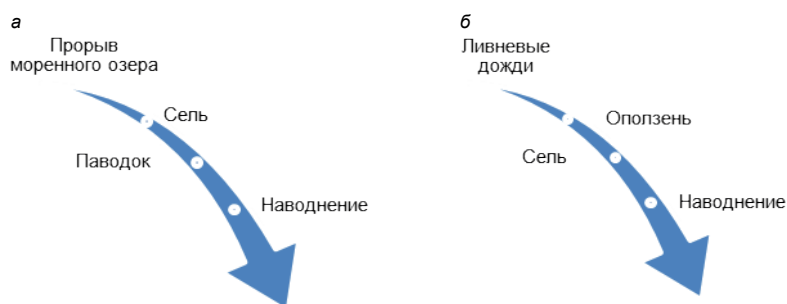 а
Прорыв
моренного озера
Сель
Паводок
Наводнение
б
Ливневые
дожди
Оползень
Сель
Наводнение